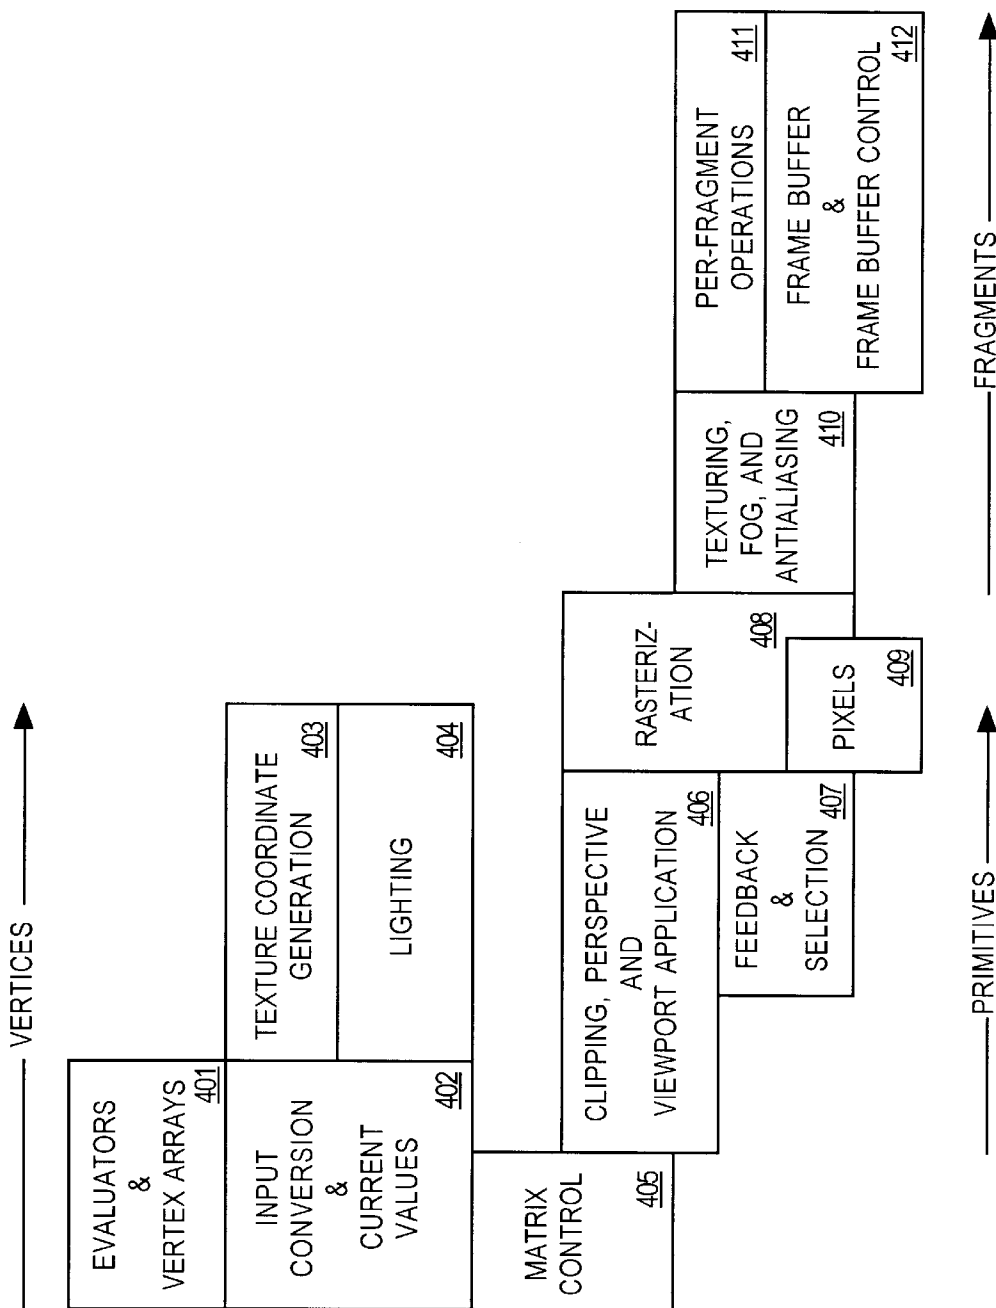 VERTICES
EVALUATORS
&
VERTEX ARRAYS
401
INPUT
CONVERSION
&
CURRENT
VALUES
402
TEXTURE COORDINATE
GENERATION
403
LIGHTING
404
MATRIX
CONTROL
405
CLIPPING, PERSPECTIVE
AND
VIEWPORT APPLICATION
406
FEEDBACK
&
SELECTION
407
RASTERIZ-
ATION
408
PIXELS
409
TEXTURING,
FOG, AND
ANTIALIASING
410
PER-FRAGMENT
OPERATIONS
411
FRAME BUFFER
&
FRAME BUFFER CONTROL
412
PRIMITIVES
FRAGMENTS